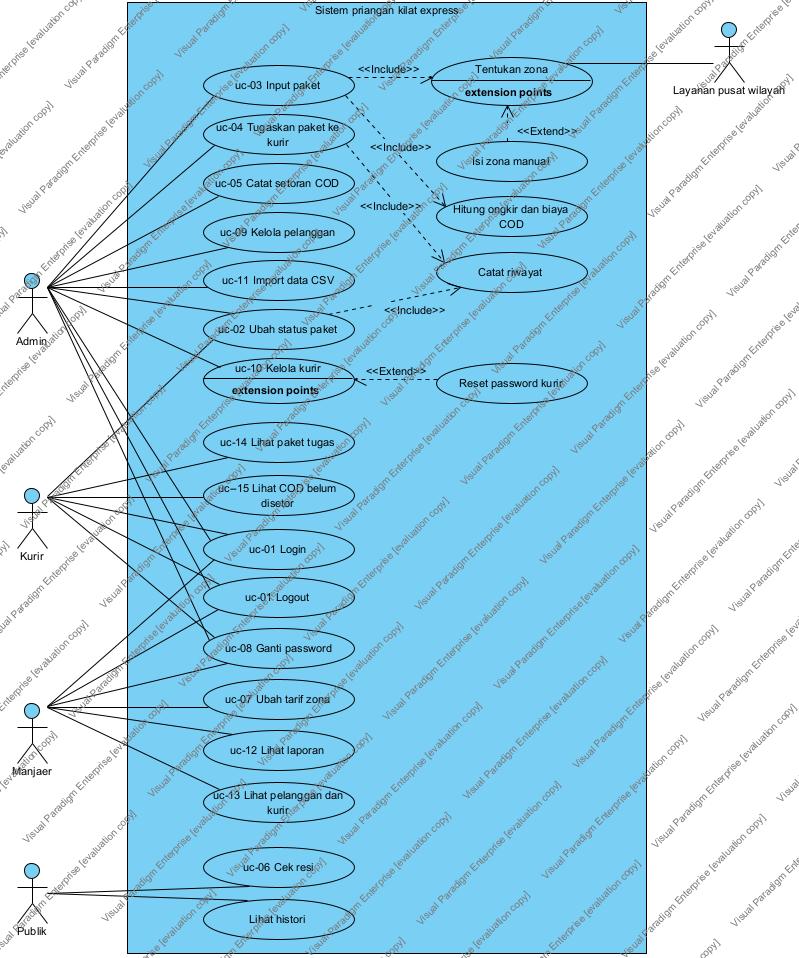 Sistem priangan kilat express
Layanan pusat wilayah
uc-03 Input paket
<<Include>>
Tentukan zona
extension points
uc-04 Tugaskan paket ke
kurir
<<Include>>
<<Extend>>
Isi zona manual
uc-05 Catat setoran COD
<<Include>>
Hitung ongkir dan biaya
COD
uc-09 Kelola pelanggan
Catat riwayat
uc-11 Import data CSV
<<Include>>
uc-02 Ubah status paket
Admin
uc-10 Kelola kurir
extension points
<<Extend>>
Reset password kurir
uc-14 Lihat paket tugas
uc--15 Lihat COD belum
disetor
Kurir
uc-01 Login
uc-01 Logout
uc-08 Ganti password
uc-07 Ubah tarif zona
uc-12 Lihat laporan
Manjaer
uc-13 Lihat pelanggan dan
kurir
uc-06 Cek resi
Lihat histori
Publik
Visual Paradigm Enterprise [evaluation copy]